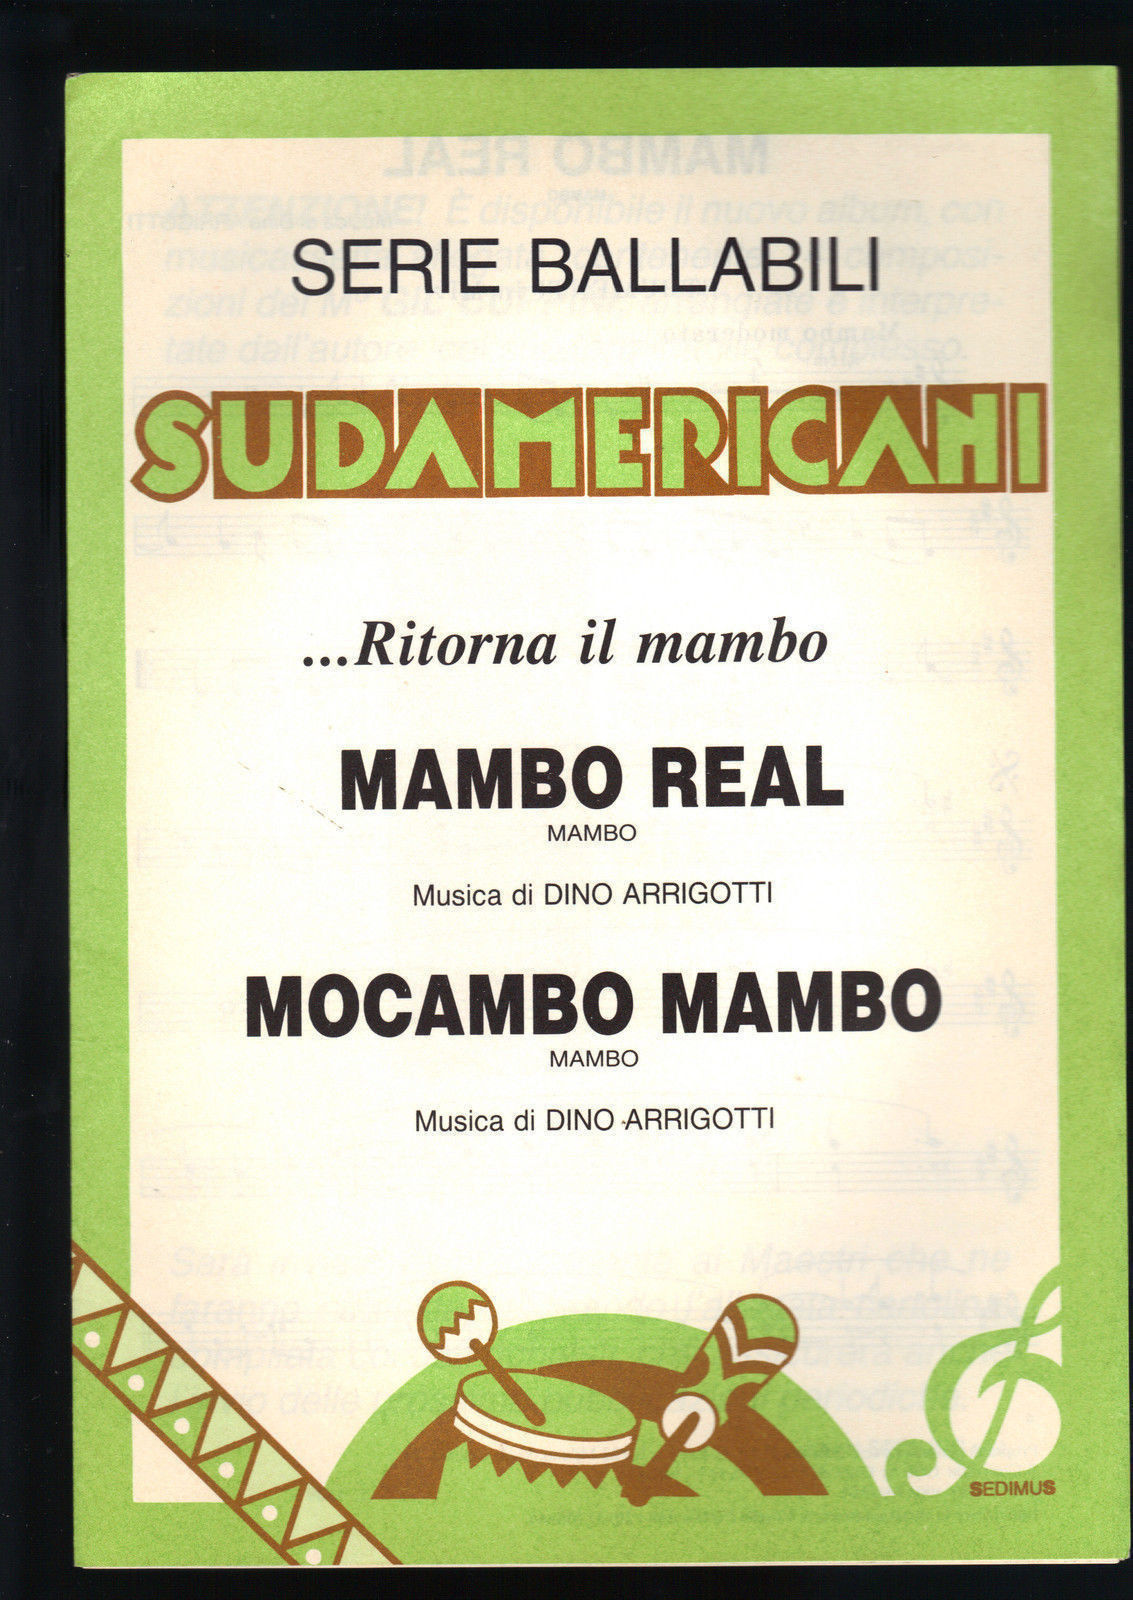 SERIE BALLABILI
SUDAMERICANI
...Ritorna il mambo
MAMBO REAL
MAMBO
Musica di DINO ARRIGOTTI
MOCAMBO MAMBO
MAMBO
Musica di DINO ARRIGOTTI
SEDIMUS